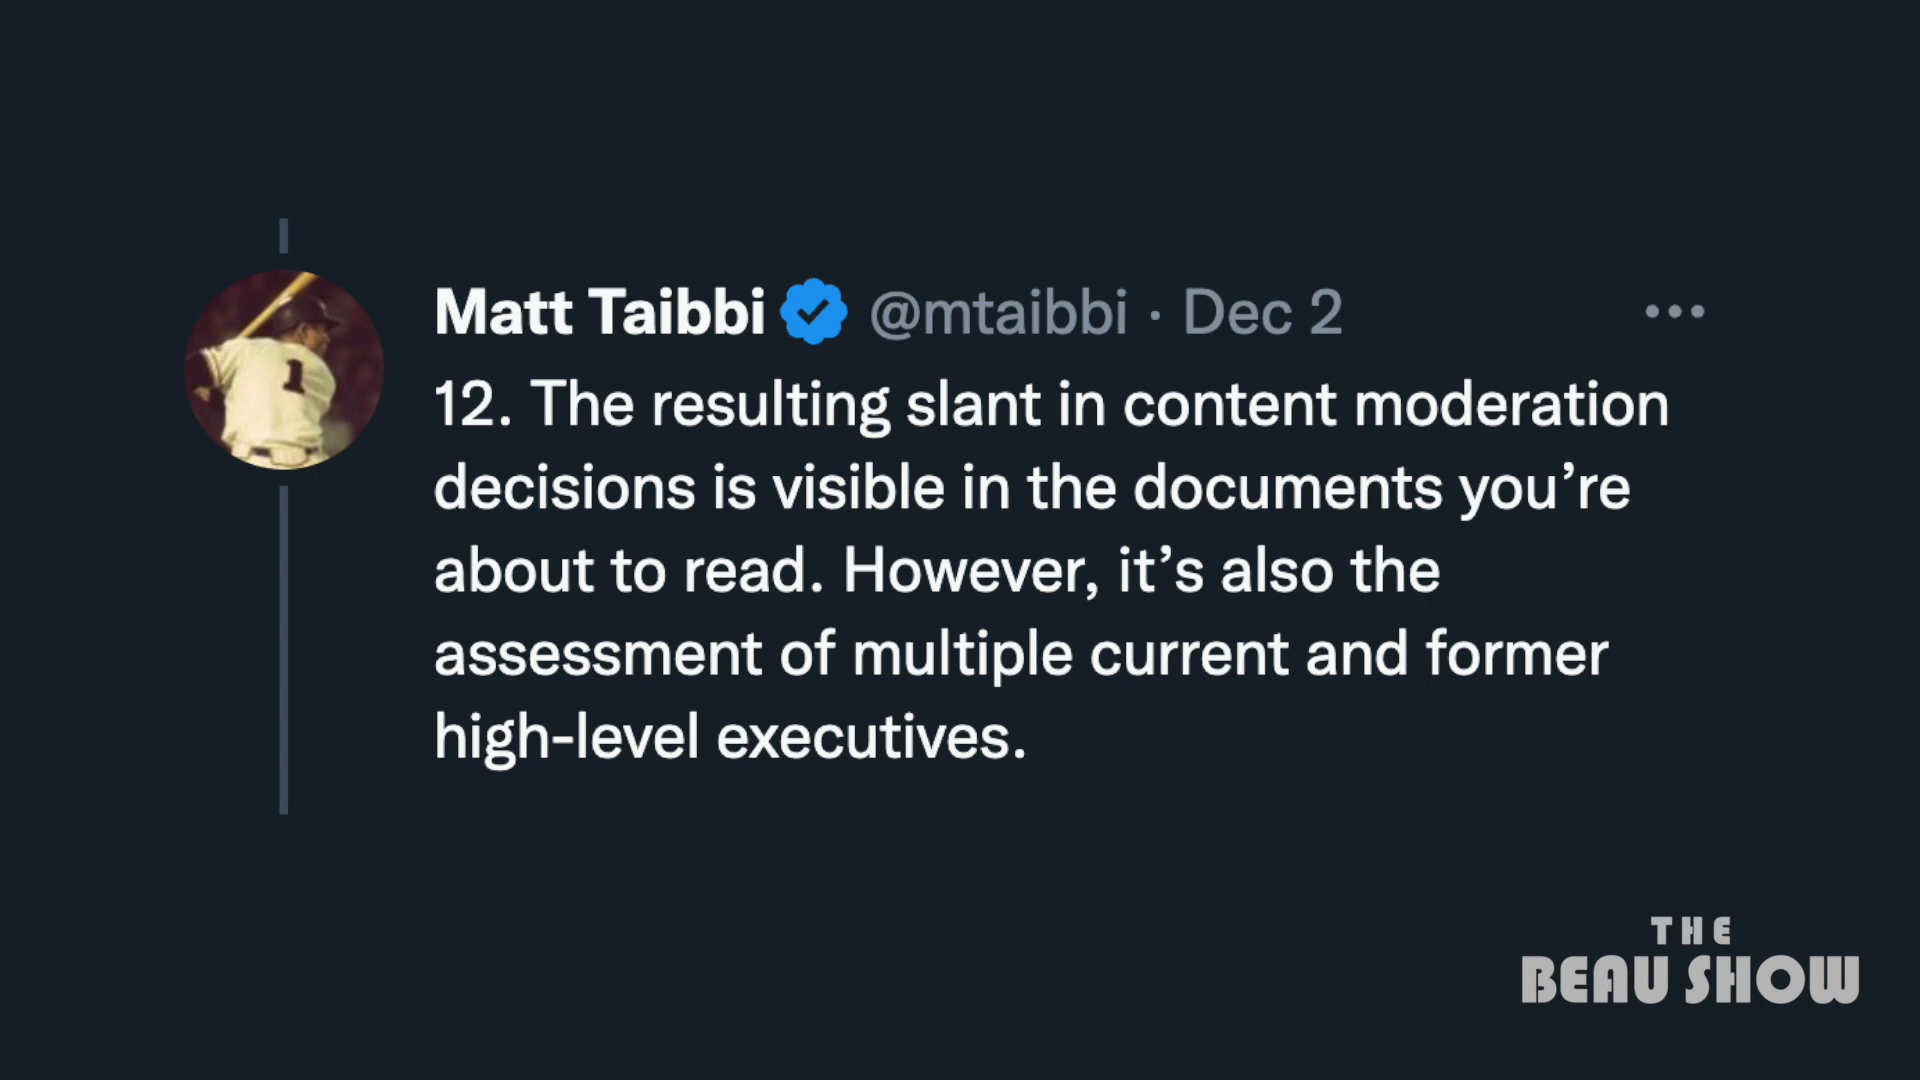 Matt Taibbi @mtaibbi · Dec 2
12. The resulting slant in content moderation
decisions is visible in the documents you’re
about to read. However, it’s also the
assessment of multiple current and former
high-level executives.
1
THE
BEAU SHOW